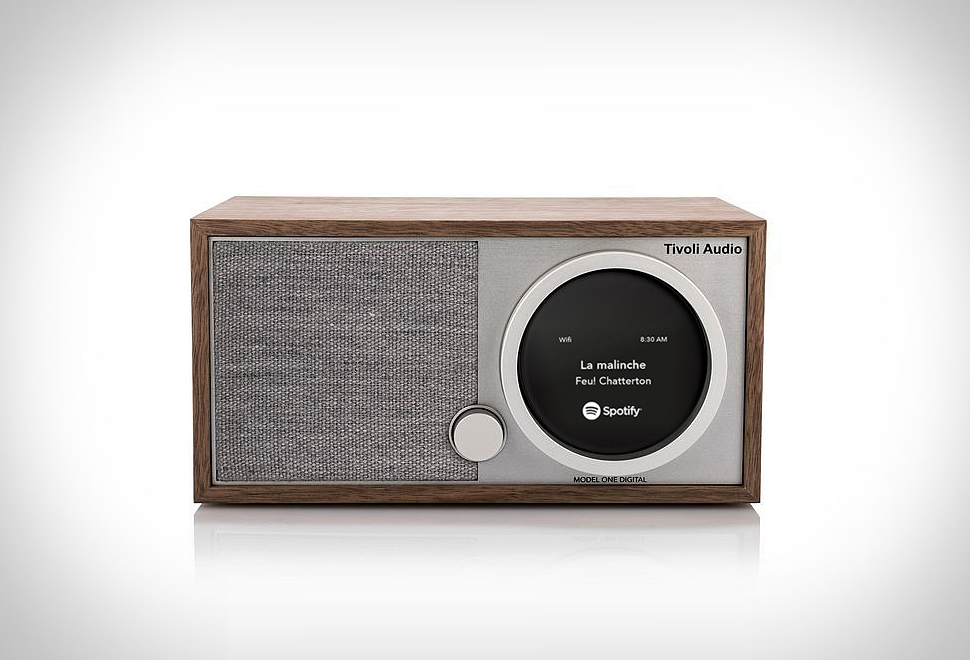 Tivoli Audio
Wifi 8:30 AM
La malinche
Feu! Chatterton
Spotify
MODEL ONE DIGITAL